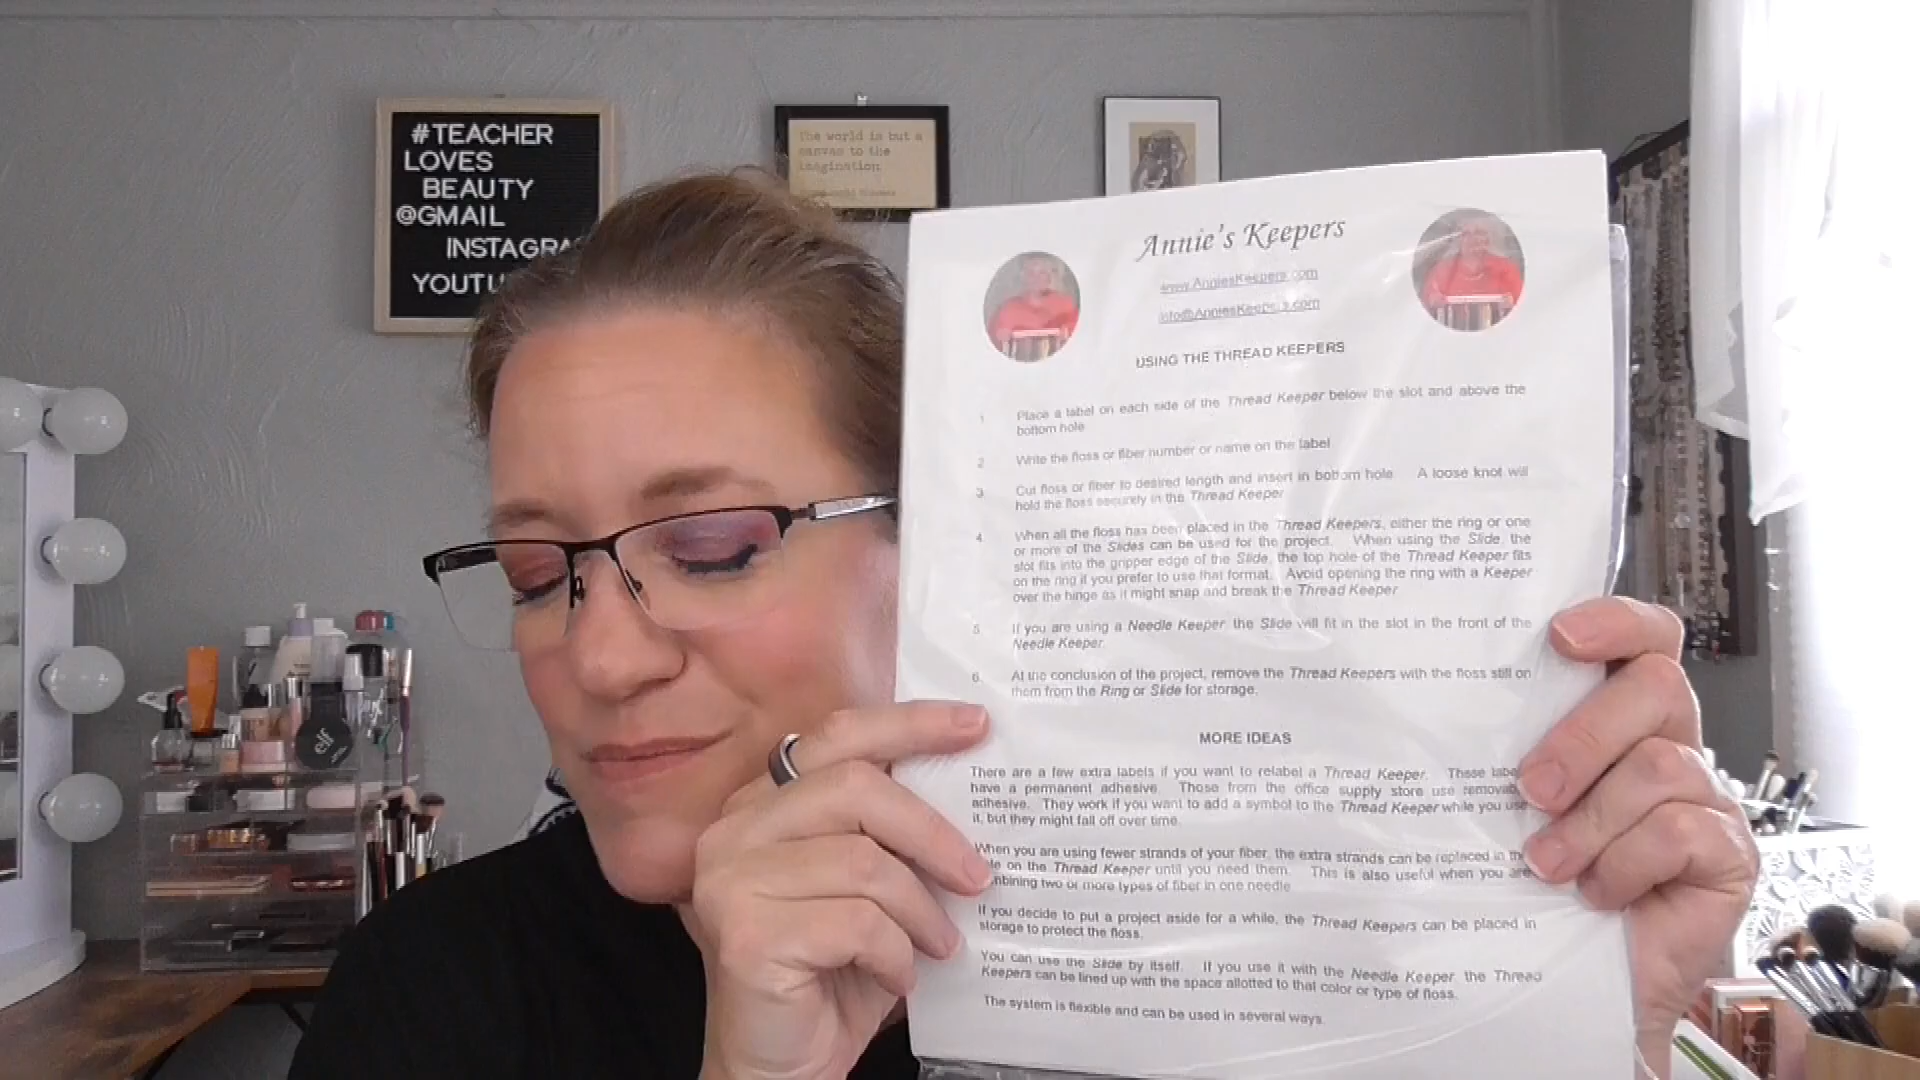 #TEACHER
LOVES
BEAUTY
@GMAIL
INSTAGRA
YOUTU
The world is but a
canvas to the
imagination
elf
Annie's Keepers
www.AnniesKeepers.com
info@AnniesKeepers.com
USING THE THREAD KEEPERS
1 Place a label on each side of the Thread Keeper below the slot and above the
bottom hole
2 Write the floss or fiber number or name on the label
3 Cut floss or fiber to desired length and insert in bottom hole. A loose knot will
hold the floss securely in the Thread Keeper
4. When all the floss has been placed in the Thread Keepers, either the ring or one
or more of the Slides can be used for the project. When using the Slide, the
slot fits into the gripper edge of the Slide, the top hole of the Thread Keeper fits
on the ring if you prefer to use that format. Avoid opening the ring with a Keeper
over the hinge as it might snap and break the Thread Keeper
5. If you are using a Needle Keeper, the Slide will fit in the slot in the front of the
Needle Keeper.
6. At the conclusion of the project, remove the Thread Keepers with the floss still on
them from the Ring or Slide for storage.
MORE IDEAS
There are a few extra labels if you want to relabel a Thread Keeper. These labe
have a permanent adhesive. Those from the office supply store use removab
adhesive. They work if you want to add a symbol to the Thread Keeper while you use
it, but they might fall off over time.
When you are using fewer strands of your fiber, the extra strands can be replaced in th
le on the Thread Keeper until you need them. This is also useful when you are
mbining two or more types of fiber in one needle
If you decide to put a project aside for a while, the Thread Keepers can be placed in
storage to protect the floss.
You can use the Slide by itself. If you use it with the Needle Keeper, the Thread
Keepers can be lined up with the space allotted to that color or type of floss.
The system is flexible and can be used in several ways.